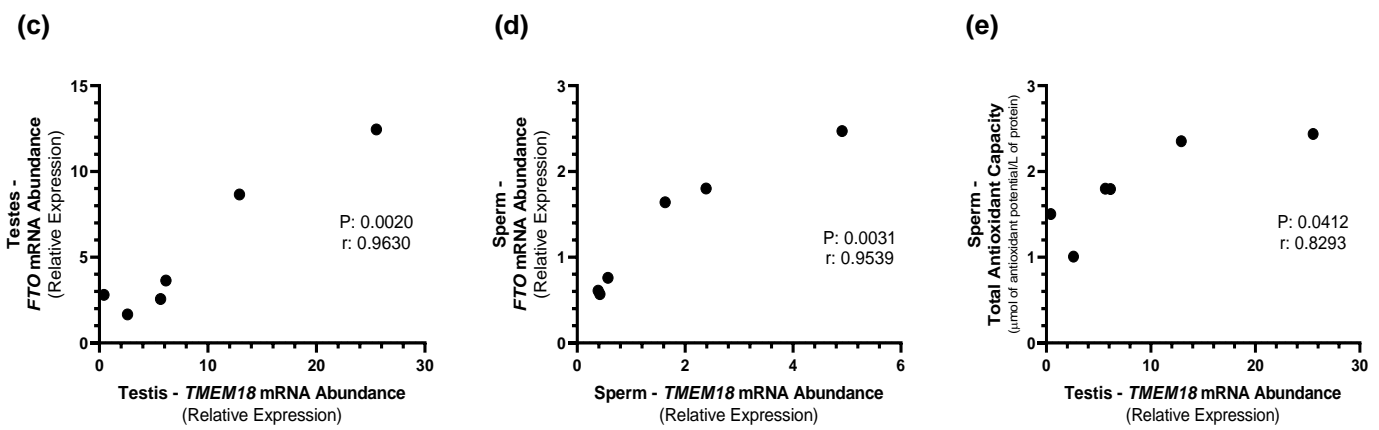 (c)
Testes -
FTO mRNA Abundance
(Relative Expression)
15
10
5
0
0 10 20 30
P: 0.0020
r: 0.9630
Testis - TMEM18 mRNA Abundance
(Relative Expression)
(d)
Sperm -
FTO mRNA Abundance
(Relative Expression)
3
2
1
0
0 2 4 6
P: 0.0031
r: 0.9539
Sperm - TMEM18 mRNA Abundance
(Relative Expression)
(e)
Sperm -
Total Antioxidant Capacity
(μmol of antioxidant potential/L of protein)
3
2
1
0
0 10 20 30
P: 0.0412
r: 0.8293
Testis - TMEM18 mRNA Abundance
(Relative Expression)